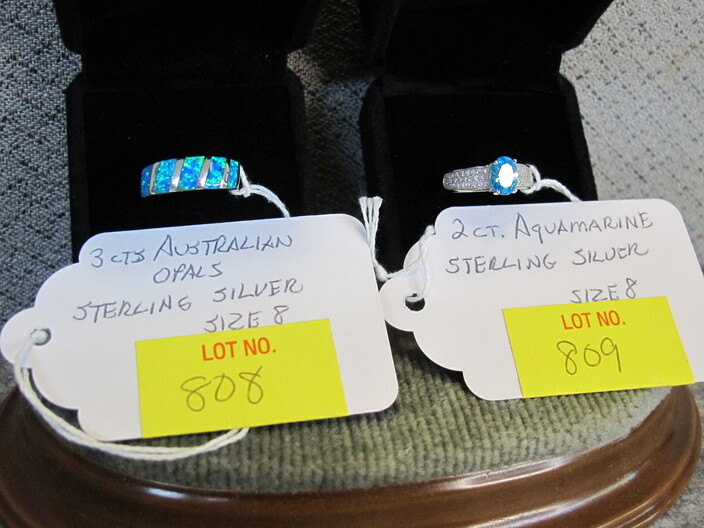 3 cts Australian
Opals
Sterling Silver
Size 8
LOT NO.
808
2 ct. Aquamarine
Sterling Silver
Size 8
LOT NO.
809